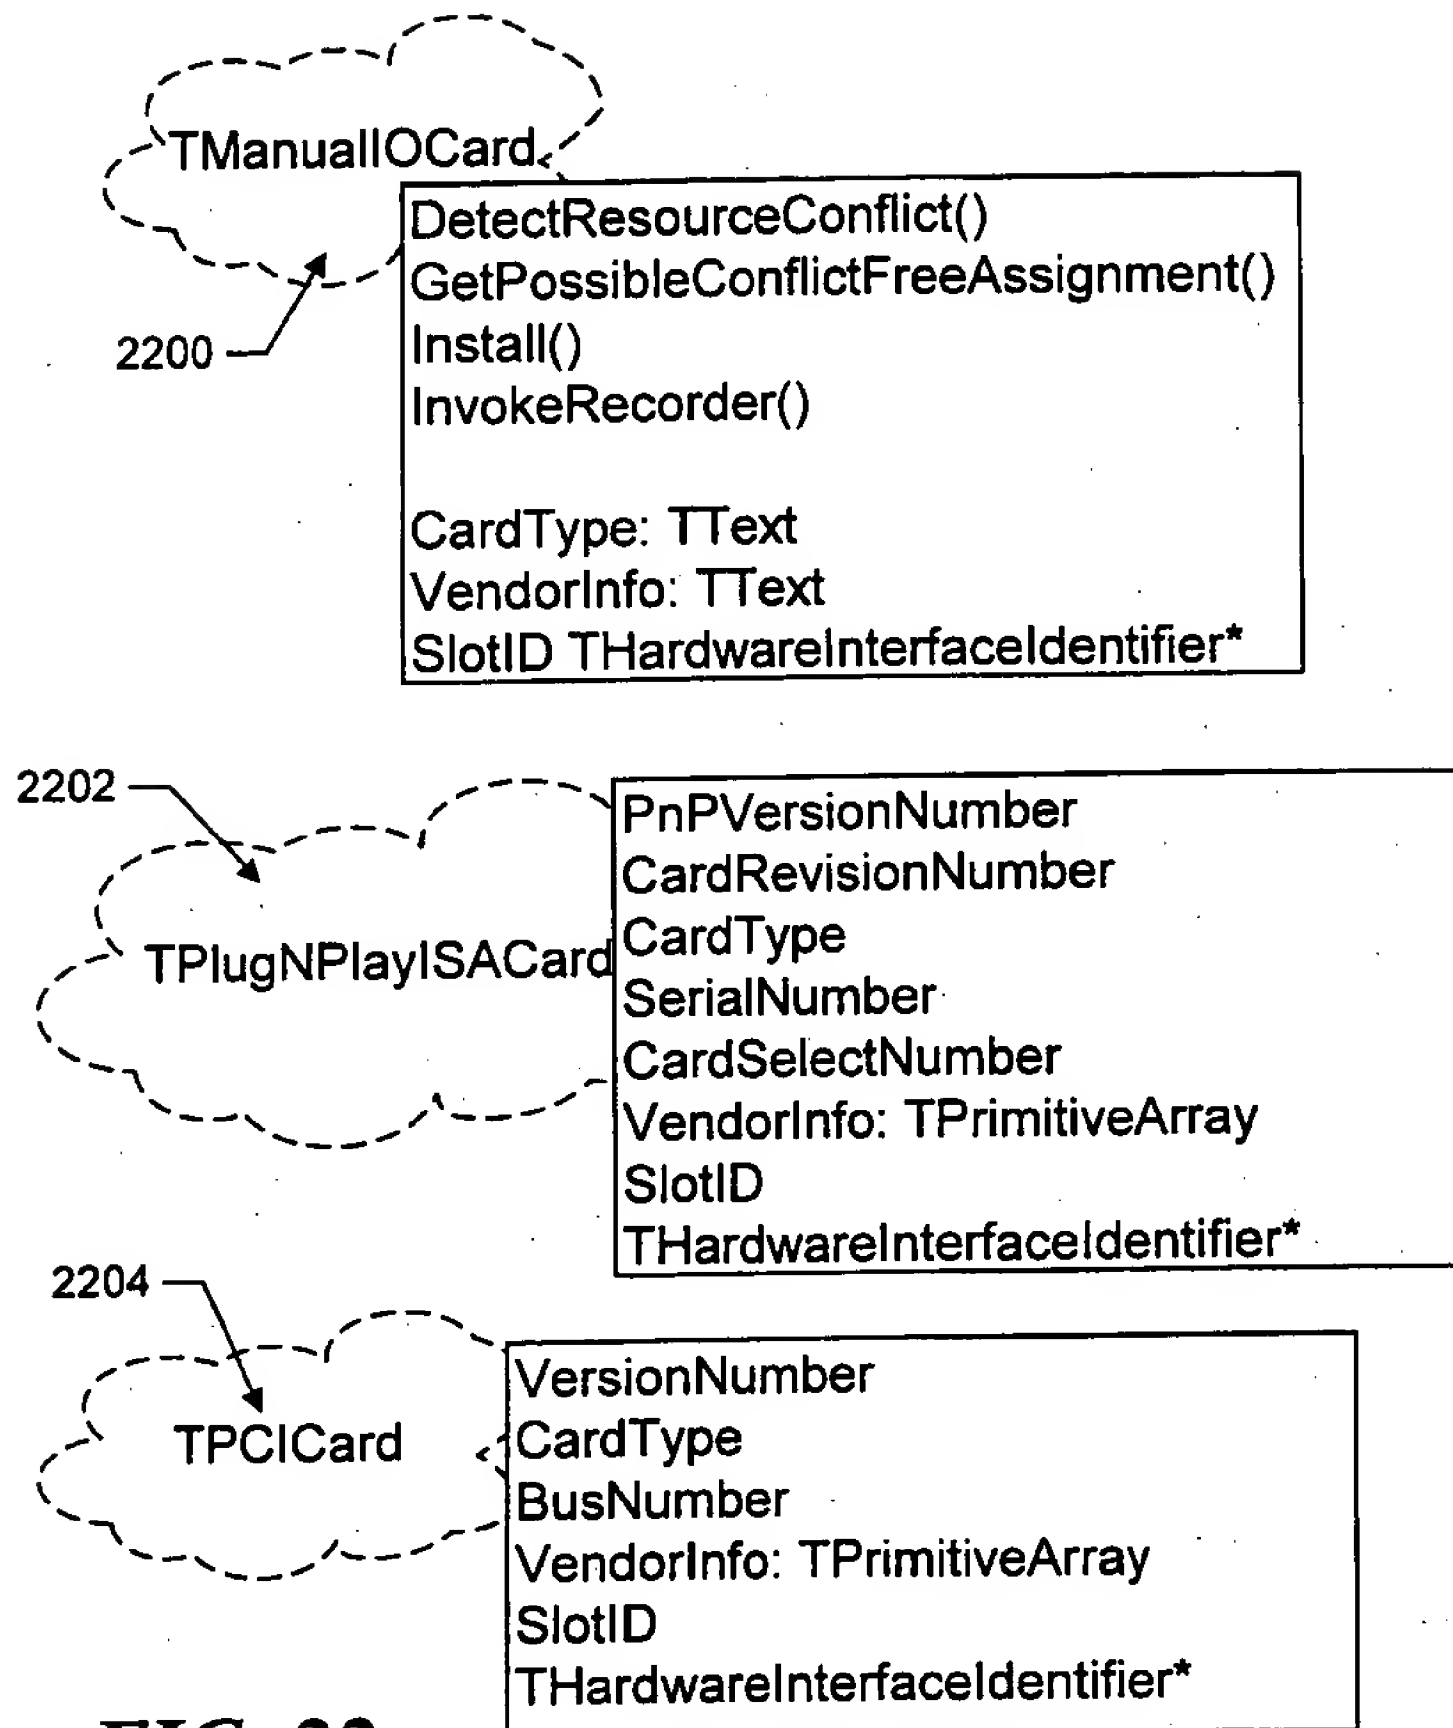 TManualIOCard
DetectResourceConflict()
GetPossibleConflictFreeAssignment()
Install()
InvokeRecorder()
2200
CardType: TText
VendorInfo: TText
SlotID THardwareInterfaceIdentifier*
2202
TPlugNPlayISACard
PnPVersionNumber
CardRevisionNumber
CardType
SerialNumber
CardSelectNumber
VendorInfo: TPrimitiveArray
SlotID
THardwareInterfaceIdentifier*
2204
TPCICard
VersionNumber
CardType
BusNumber
VendorInfo: TPrimitiveArray
SlotID
THardwareInterfaceIdentifier*